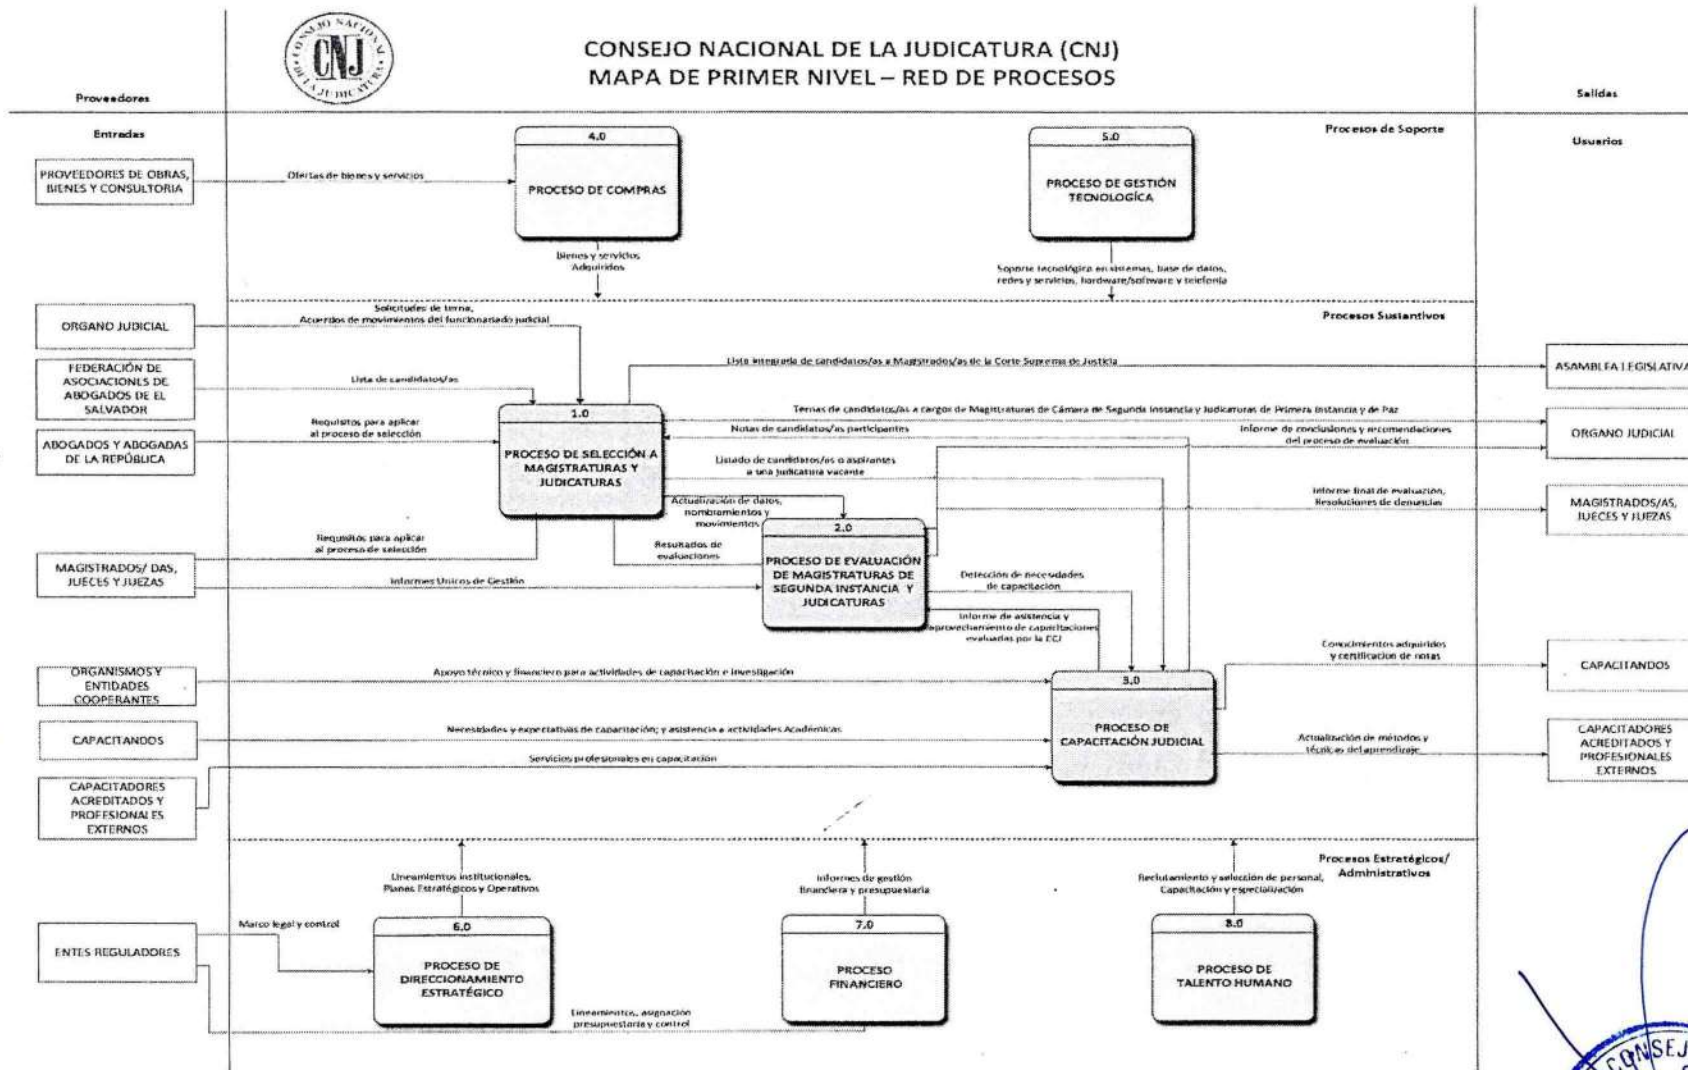 CONSEJO NACIONAL
DE LA JUDICATURA
CNJ
CONSEJO NACIONAL DE LA JUDICATURA (CNJ)
MAPA DE PRIMER NIVEL – RED DE PROCESOS
Proveedores
Salidas
Entradas
Usuarios
Procesos de Soporte
PROVEEDORES DE OBRAS,
BIENES Y CONSULTORIA
Ofertas de bienes y servicios
4.0
PROCESO DE COMPRAS
5.0
PROCESO DE GESTIÓN
TECNOLOGÍCA
Bienes y servicios
Adquiridos
Soporte tecnológico en sistemas, base de datos,
redes y servicios, hardware/software y telefonía
Procesos Sustantivos
ORGANO JUDICIAL
Solicitudes de terna,
Acuerdos de movimientos del funcionariado judicial
FEDERACIÓN DE
ASOCIACIONES DE
ABOGADOS DE EL
SALVADOR
Lista de candidatos/as
ABOGADOS Y ABOGADAS
DE LA REPÚBLICA
Requisitos para aplicar
al proceso de selección
1.0
PROCESO DE SELECCIÓN A
MAGISTRATURAS Y
JUDICATURAS
Lista integrada de candidatos/as a Magistrados/as de la Corte Suprema de Justicia
ASAMBLEA LEGISLATIVA
Ternas de candidatos/as a cargos de Magistraturas de Cámara de Segunda Instancia y Judicaturas de Primera Instancia y de Paz
Notas de candidatos/as participantes
Informe de conclusiones y recomendaciones
del proceso de evaluación
ORGANO JUDICIAL
Listado de candidatos/as o aspirantes
a una judicatura vacante
Actualización de datos,
nombramientos y
movimientos
Informe final de evaluación,
Resoluciones de denuncias
MAGISTRADOS/AS,
JUECES Y JUEZAS
Requisitos para aplicar
al proceso de selección
Resultados de
evaluaciones
MAGISTRADOS/ DAS,
JUECES Y JUEZAS
Informes Unicos de Gestión
2.0
PROCESO DE EVALUACIÓN
DE MAGISTRATURAS DE
SEGUNDA INSTANCIA Y
JUDICATURAS
Detección de necesidades
de capacitación
Informe de asistencia y
aprovechamiento de capacitaciones
evaluadas por la ECJ
ORGANISMOS Y
ENTIDADES
COOPERANTES
Apoyo técnico y financiero para actividades de capacitación e investigación
3.0
PROCESO DE
CAPACITACIÓN JUDICIAL
Conocimientos adquiridos
y certificacion de notas
CAPACITANDOS
CAPACITANDOS
Necesidades y expectativas de capacitación; y asistencia a actividades Académicas
Servicios profesionales en capacitación
Actualización de métodos y
técnicas del aprendizaje
CAPACITADORES
ACREDITADOS Y
PROFESIONALES
EXTERNOS
CAPACITADORES
ACREDITADOS Y
PROFESIONALES
EXTERNOS
Procesos Estratégicos/
Administrativos
Lineamientos institucionales,
Planes Estratégicos y Operativos
Informes de gestión
financiera y presupuestaria
Reclutamiento y selección de personal,
Capacitación y especialización
ENTES REGULADORES
Marco legal y control
6.0
PROCESO DE
DIRECCIONAMIENTO
ESTRATÉGICO
7.0
PROCESO
FINANCIERO
8.0
PROCESO DE
TALENTO HUMANO
Lineamientos, asignación
presupuestaria y control
CONSEJ